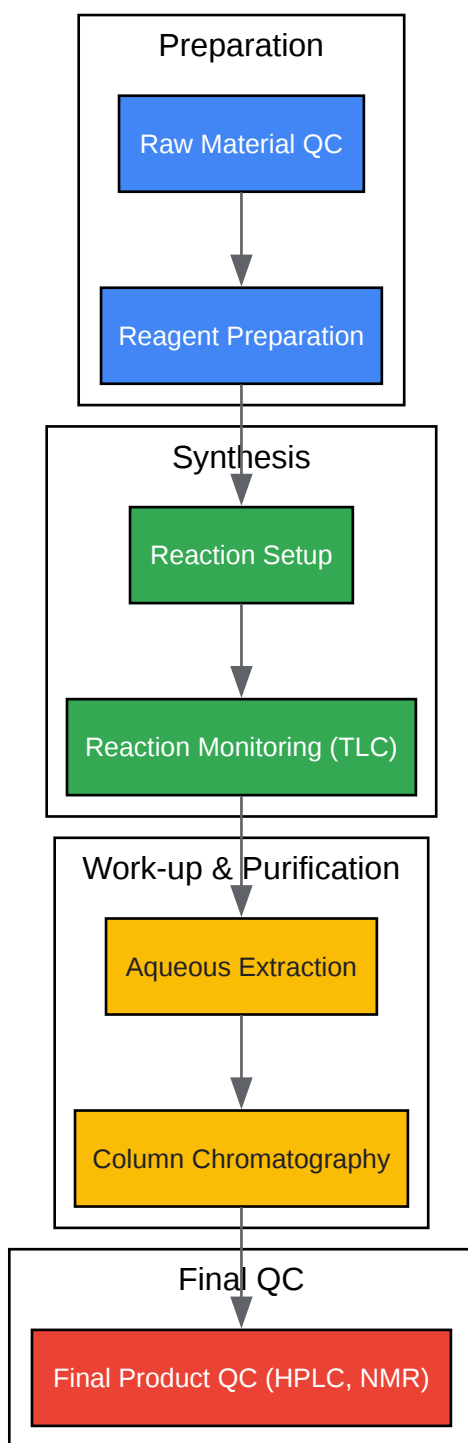 Preparation
Raw Material QC
Reagent Preparation
Synthesis
Reaction Setup
Reaction Monitoring (TLC)
Work-up & Purification
Aqueous Extraction
Column Chromatography
Final QC
Final Product QC (HPLC, NMR)